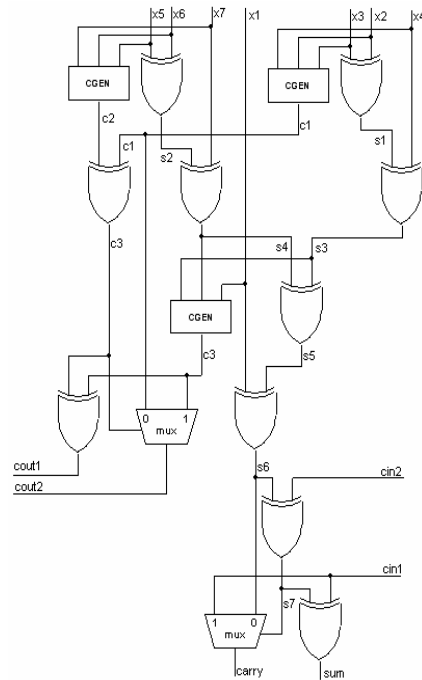 x5 x6 x7 x1 x3 x2 x4
CGEN CGEN
c2 c1 s2 c1 s1
c3 s4 s3
CGEN
c3 s5
0 1
mux
cout1
cout2
s6 cin2
cin1
1 0 s7
mux
carry sum